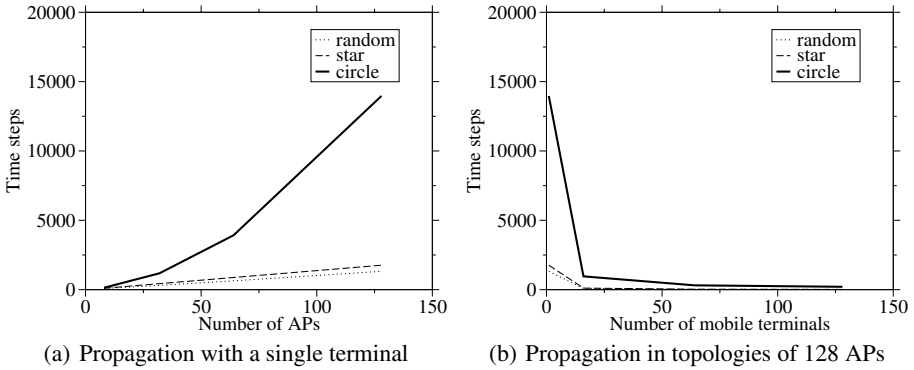 20000
15000
10000
5000
0
Time steps
random
star
circle
0 50 100 150
Number of APs
(a) Propagation with a single terminal
20000
15000
10000
5000
0
Time steps
random
star
circle
0 50 100 150
Number of mobile terminals
(b) Propagation in topologies of 128 APs